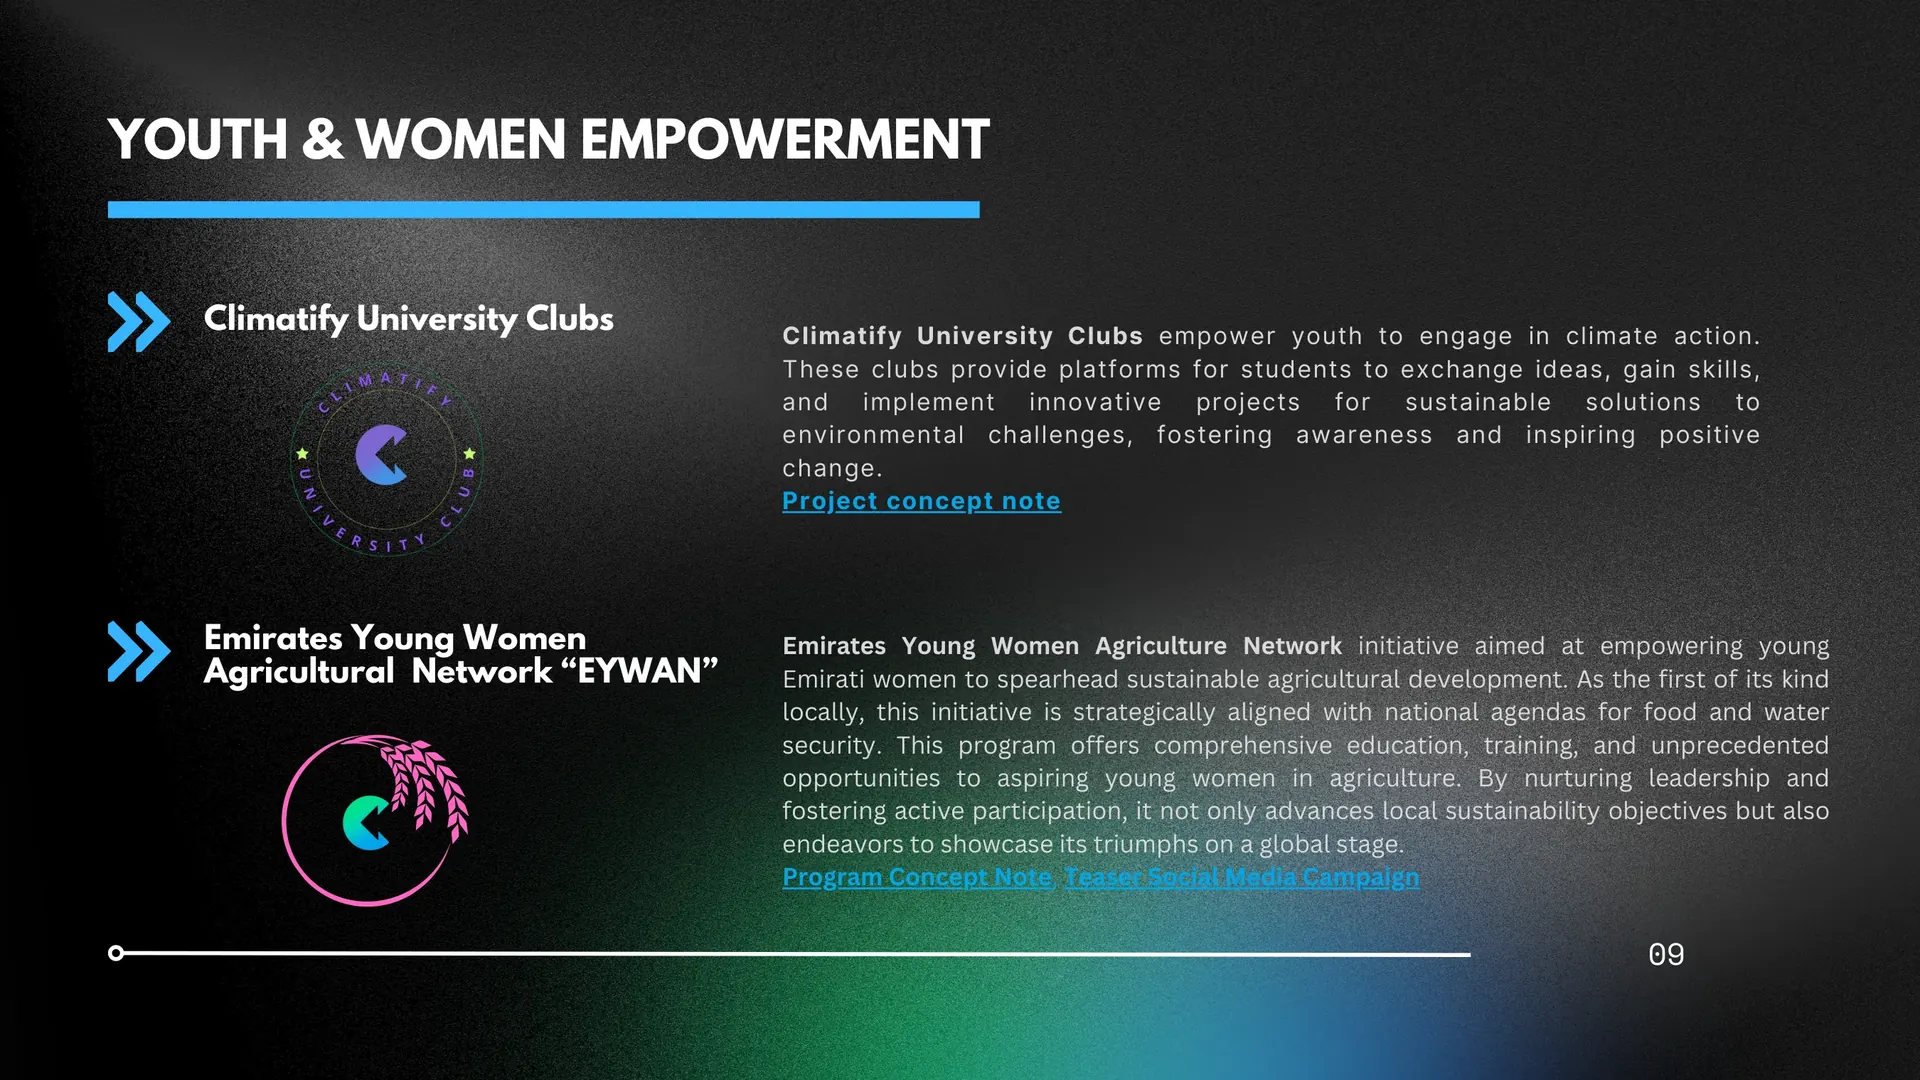 YOUTH & WOMEN EMPOWERMENT
Climatify University Clubs
CLIMATIFY
UNIVERSITY CLUB
Climatify University Clubs empower youth to engage in climate action.
These clubs provide platforms for students to exchange ideas, gain skills,
and implement innovative projects for sustainable solutions to
environmental challenges, fostering awareness and inspiring positive
change.
Project concept note
Emirates Young Women
Agricultural Network “EYWAN”
Emirates Young Women Agriculture Network initiative aimed at empowering young
Emirati women to spearhead sustainable agricultural development. As the first of its kind
locally, this initiative is strategically aligned with national agendas for food and water
security. This program offers comprehensive education, training, and unprecedented
opportunities to aspiring young women in agriculture. By nurturing leadership and
fostering active participation, it not only advances local sustainability objectives but also
endeavors to showcase its triumphs on a global stage.
Program Concept Note, Teaser Social Media Campaign
09